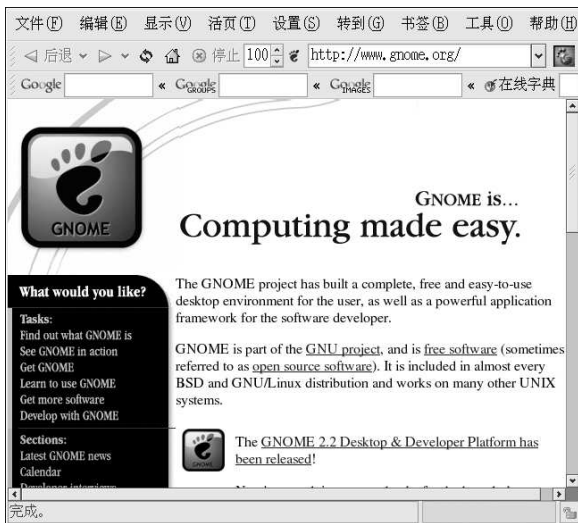 文件(F) 编辑(E) 显示(V) 活页(T) 设置(S) 转到(G) 书签(B) 工具(O) 帮助(H)
后退 停止 100 http://www.gnome.org/
Google « Google GROUPS « Google IMAGES « 在线字典
GNOME
GNOME is...
Computing made easy.
What would you like?
Tasks:
Find out what GNOME is
See GNOME in action
Get GNOME
Learn to use GNOME
Get more software
Develop with GNOME
Sections:
Latest GNOME news
Calendar
The GNOME project has built a complete, free and easy-to-use
desktop environment for the user, as well as a powerful application
framework for the software developer.
GNOME is part of the GNU project, and is free software (sometimes
referred to as open source software). It is included in almost every
BSD and GNU/Linux distribution and works on many other UNIX
systems.
The GNOME 2.2 Desktop & Developer Platform has
been released!
完成。